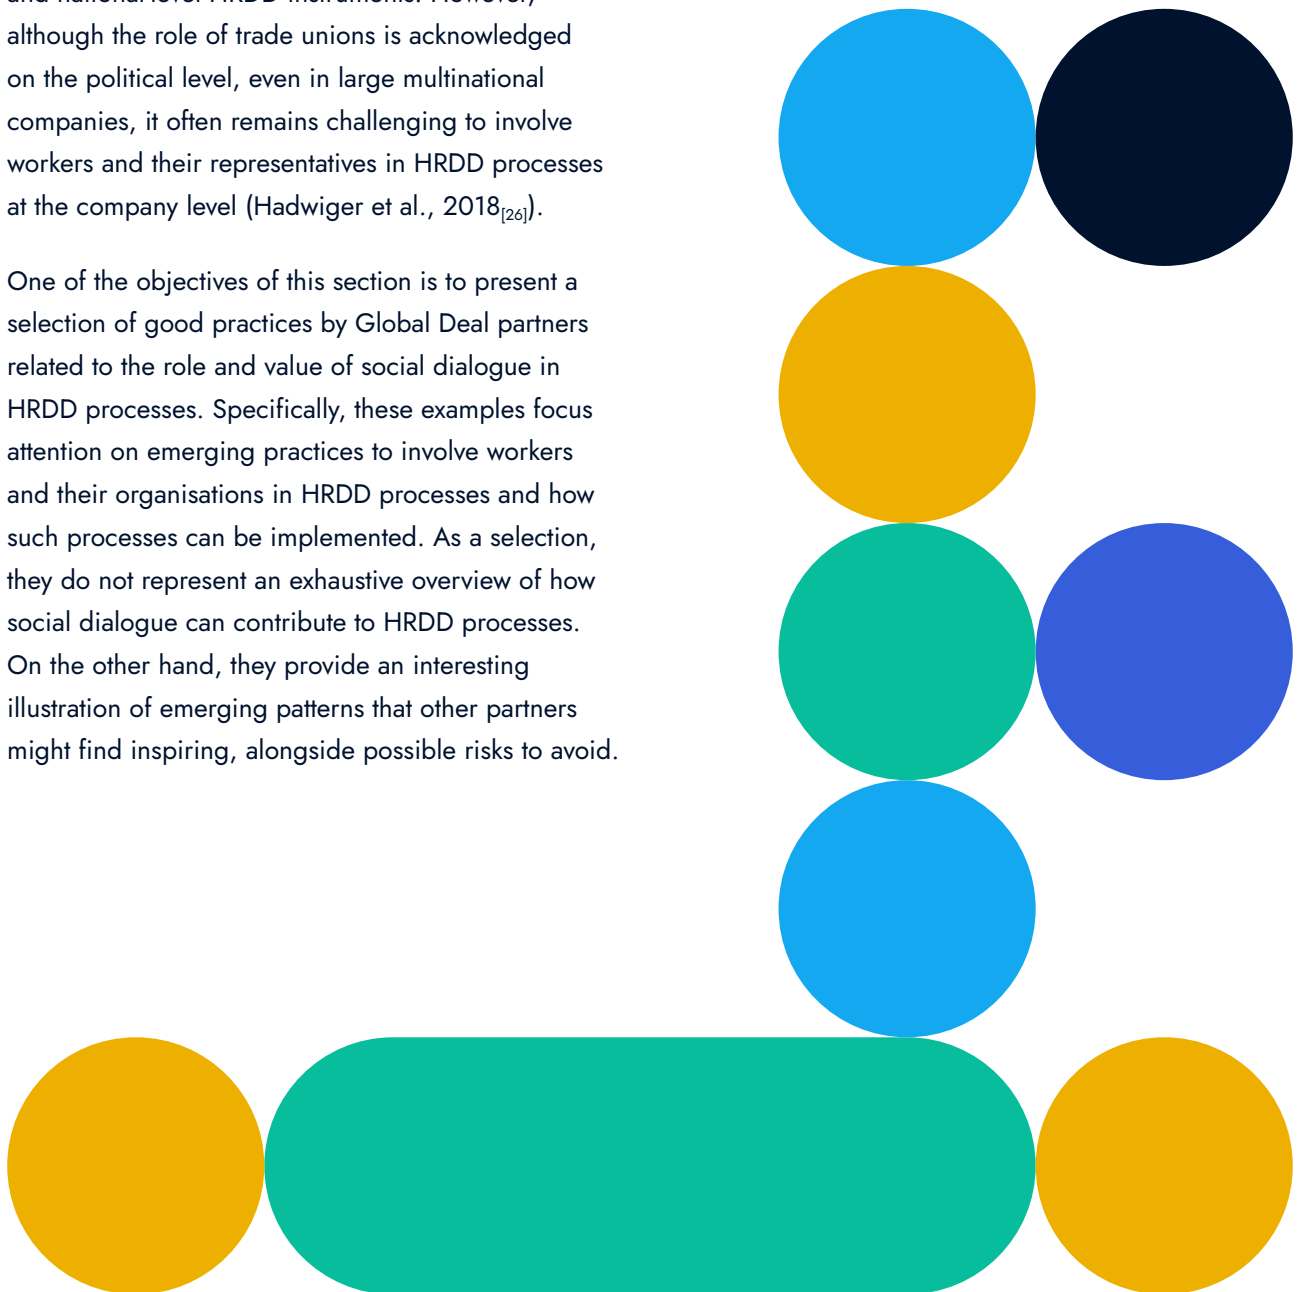 and national level HRDD instruments. However,
although the role of trade unions is acknowledged
on the political level, even in large multinational
companies, it often remains challenging to involve
workers and their representatives in HRDD processes
at the company level (Hadwiger et al., 2018[26]).
One of the objectives of this section is to present a
selection of good practices by Global Deal partners
related to the role and value of social dialogue in
HRDD processes. Specifically, these examples focus
attention on emerging practices to involve workers
and their organisations in HRDD processes and how
such processes can be implemented. As a selection,
they do not represent an exhaustive overview of how
social dialogue can contribute to HRDD processes.
On the other hand, they provide an interesting
illustration of emerging patterns that other partners
might find inspiring, alongside possible risks to avoid.